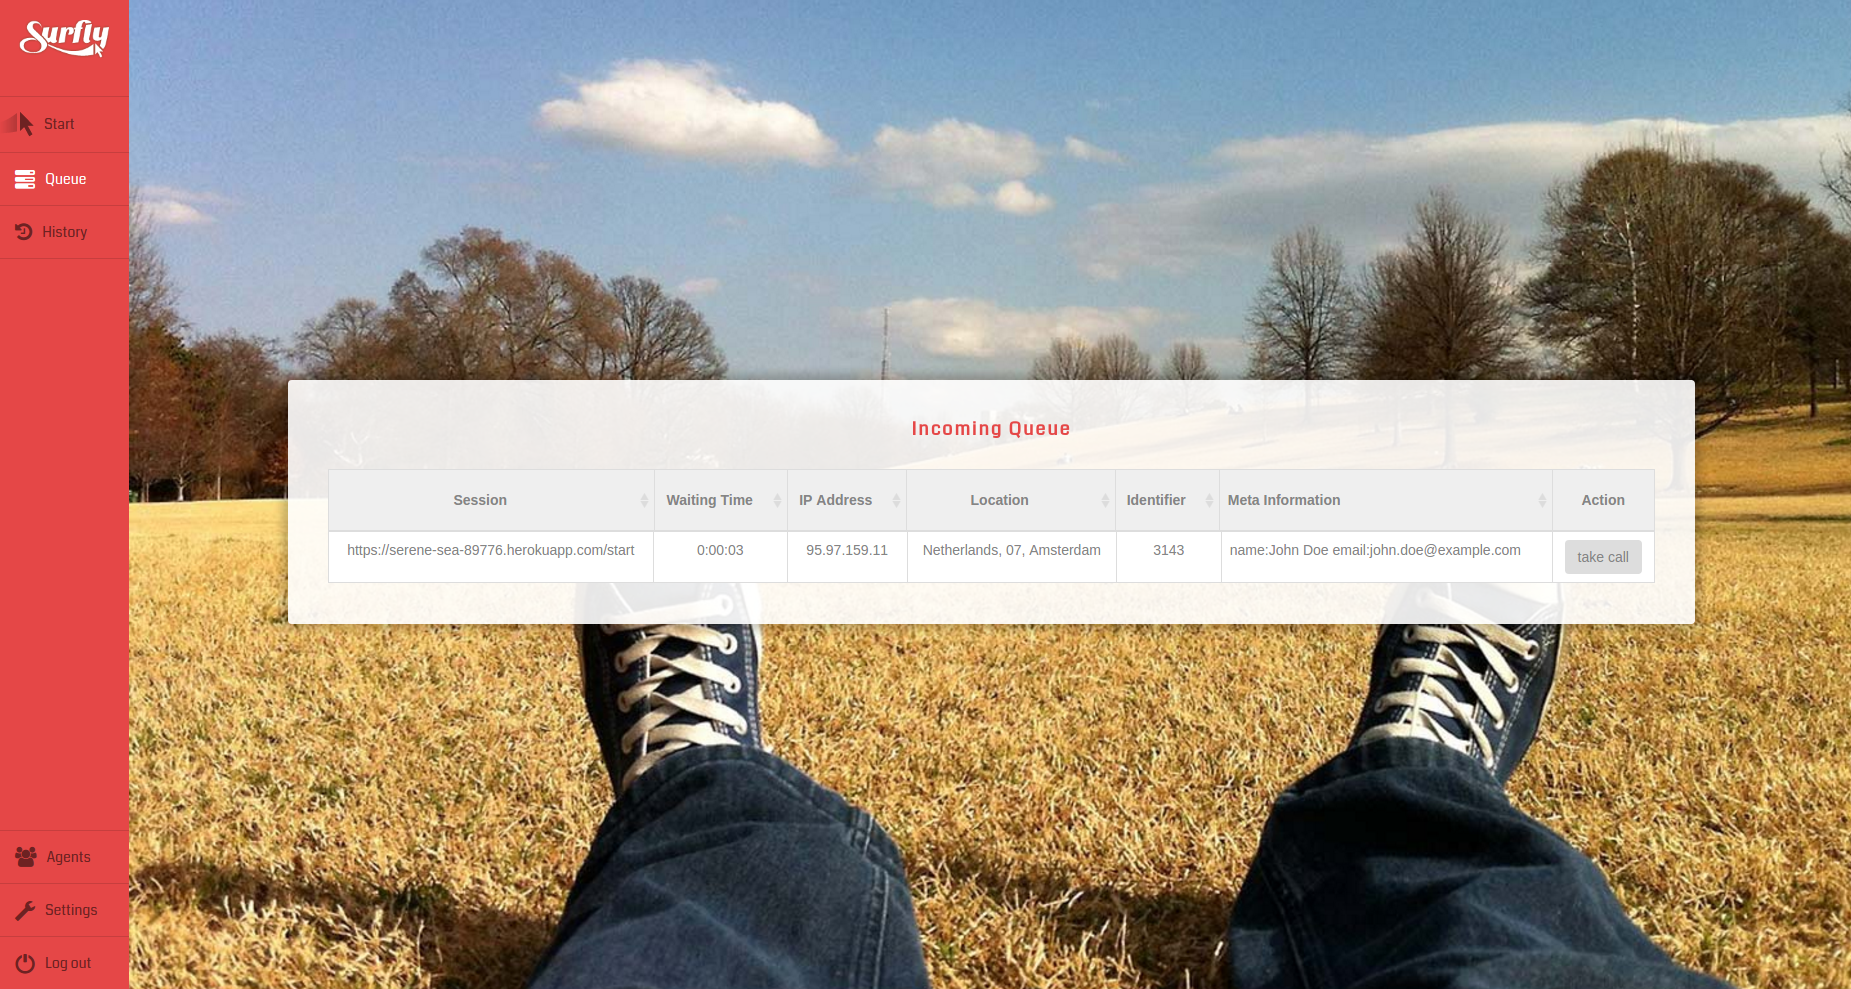 Surfly
Start
Queue
History
Incoming Queue
Session Waiting Time IP Address Location Identifier Meta Information Action
https://serene-sea-89776.herokuapp.com/start 0:00:03 95.97.159.11 Netherlands, 07, Amsterdam 3143 name:John Doe email:john.doe@example.com take call
Agents
Settings
Log out